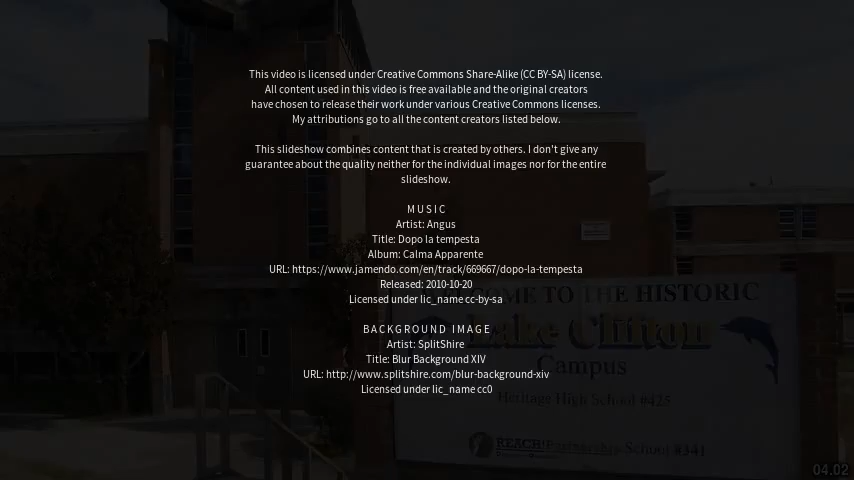 This video is licensed under Creative Commons Share-Alike (CC BY-SA) license.
All content used in this video is free available and the original creators
have chosen to release their work under various Creative Commons licenses.
My attributions go to all the content creators listed below.
This slideshow combines content that is created by others. I don't give any
guarantee about the quality neither for the individual images nor for the entire
slideshow.
MUSIC
Artist: Angus
Title: Dopo la tempesta
Album: Calma Apparente
URL: https://www.jamendo.com/en/track/669667/dopo-la-tempesta
Released: 2010-10-20
Licensed under lic_name cc-by-sa
BACKGROUND IMAGE
Artist: SplitShire
Title: Blur Background XIV
URL: http://www.splitshire.com/blur-background-xiv
Licensed under lic_name cc0
WELCOME TO THE HISTORIC
Lake Clifton
Campus
Heritage High School #425
REACH! Partnership School #341
04.02